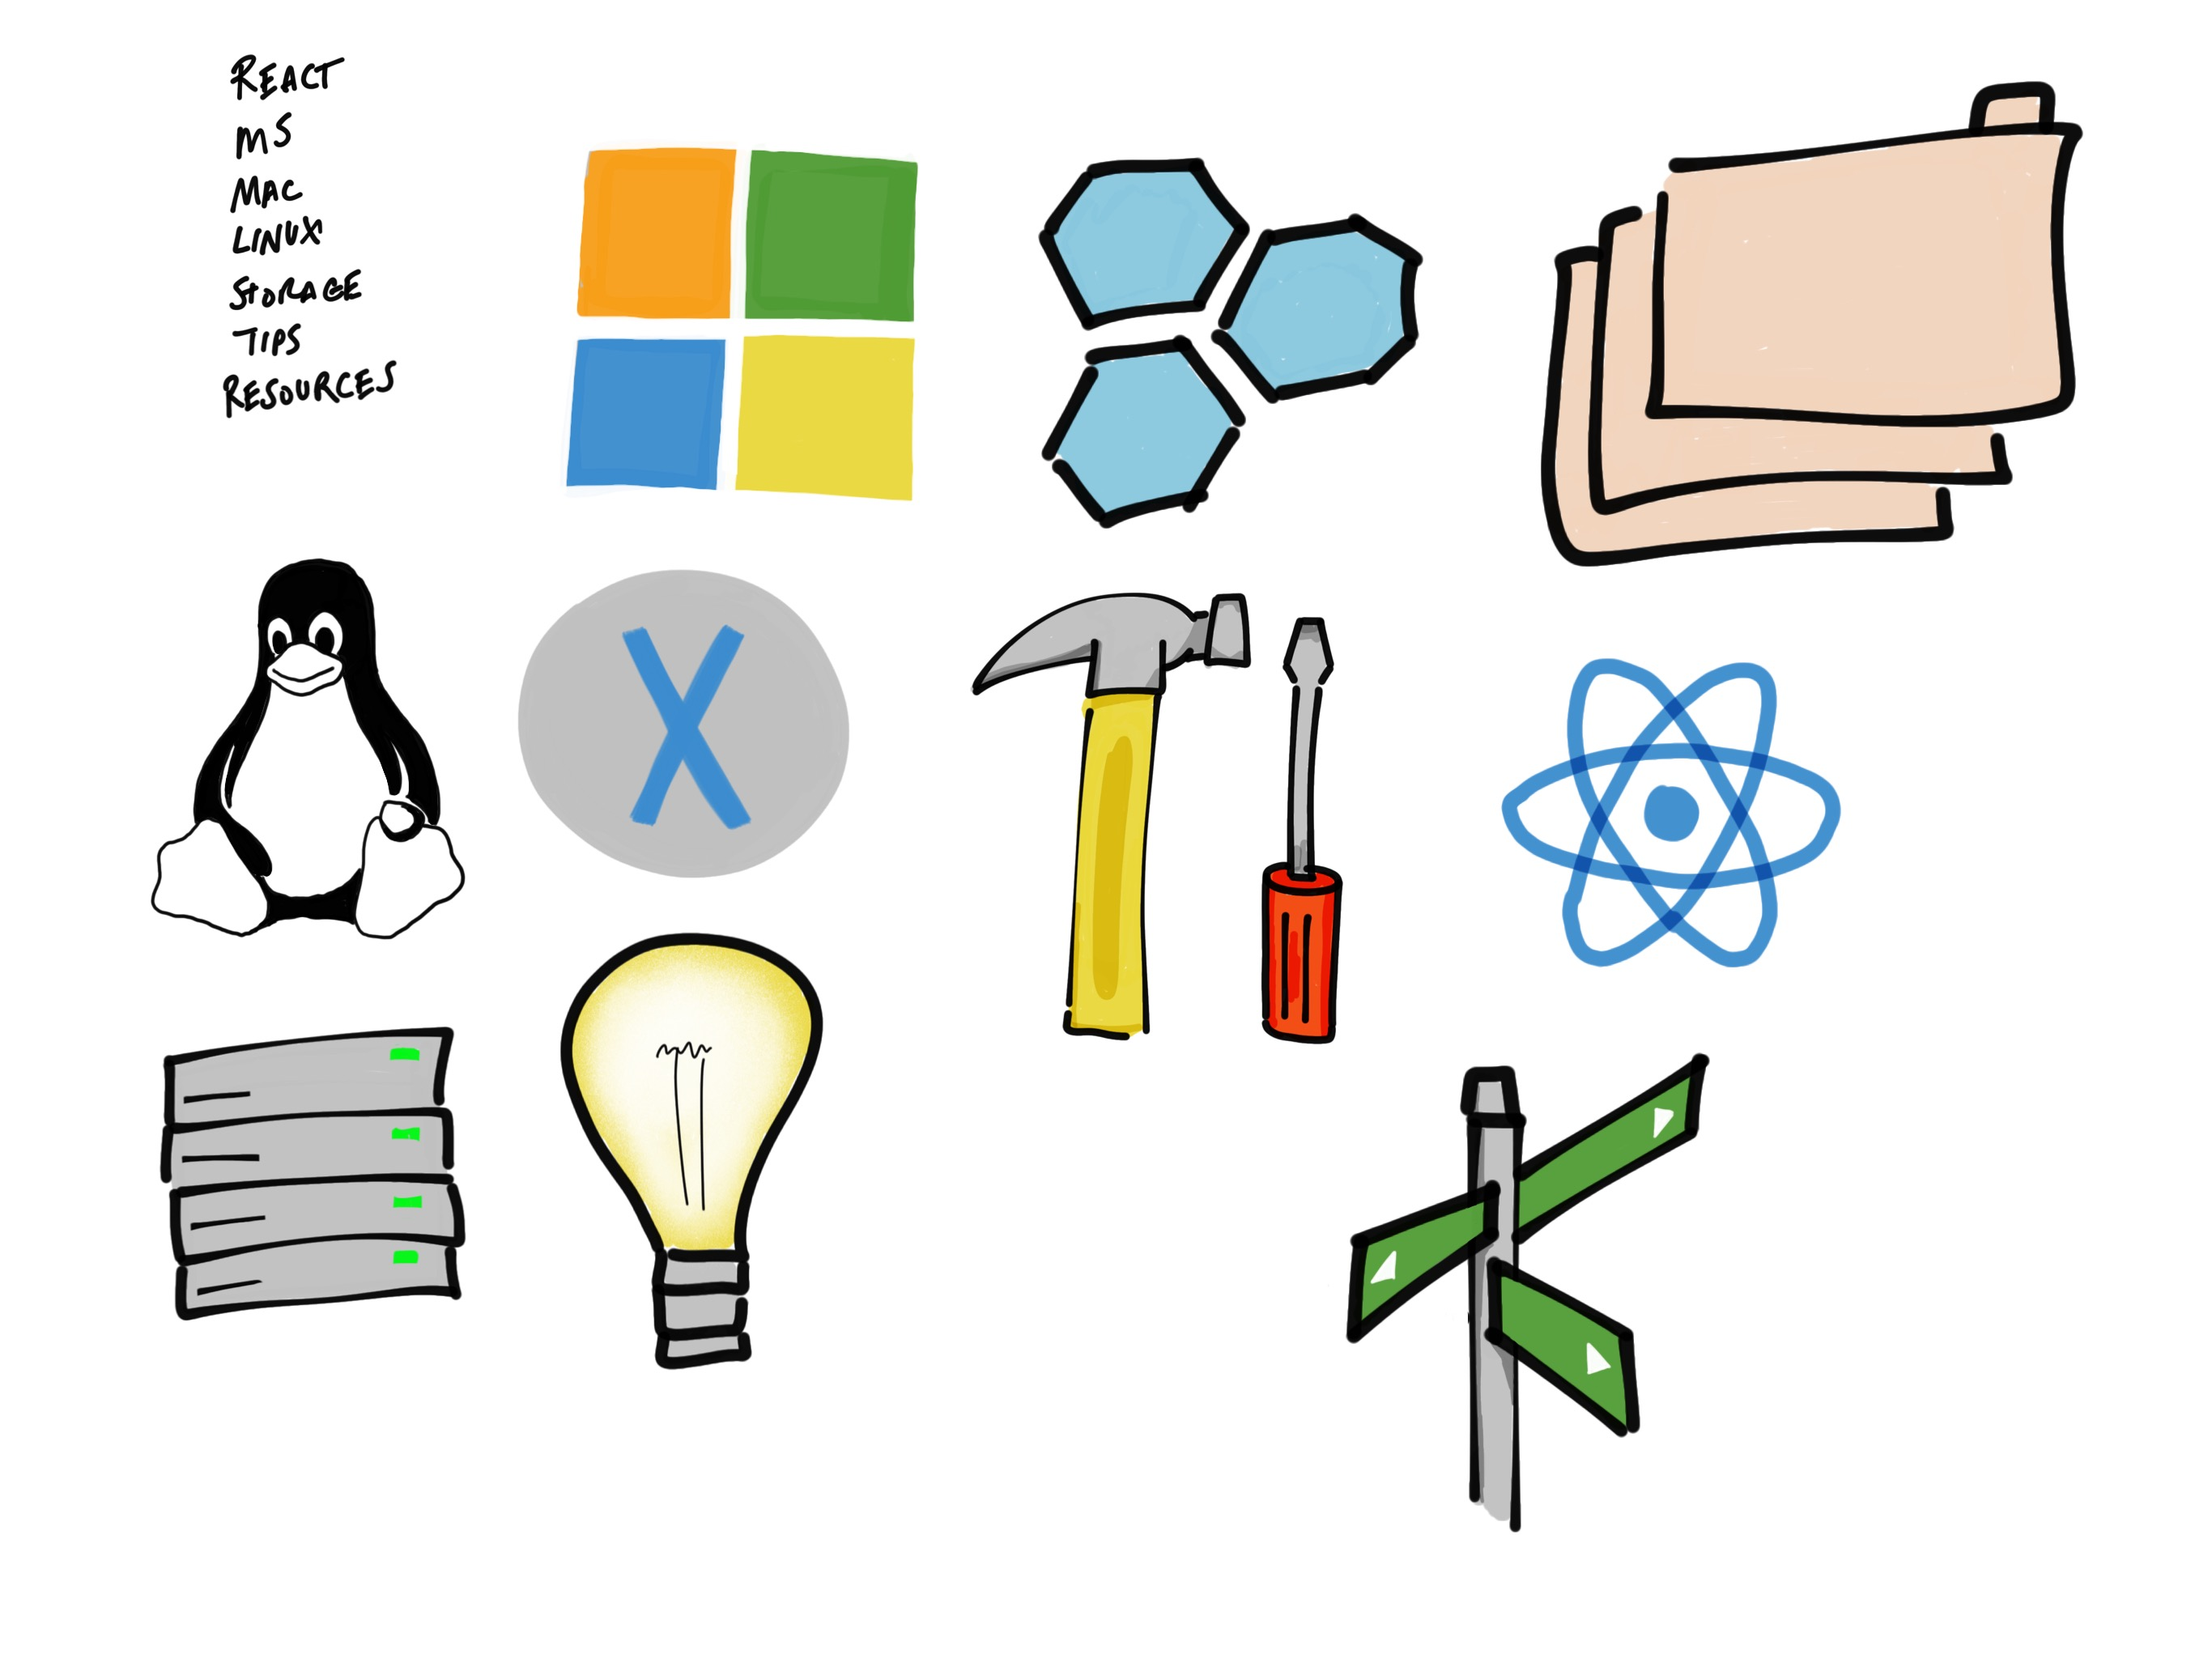 REACT
MS
MAC
LINUX
STORAGE
TIPS
RESOURCES
X